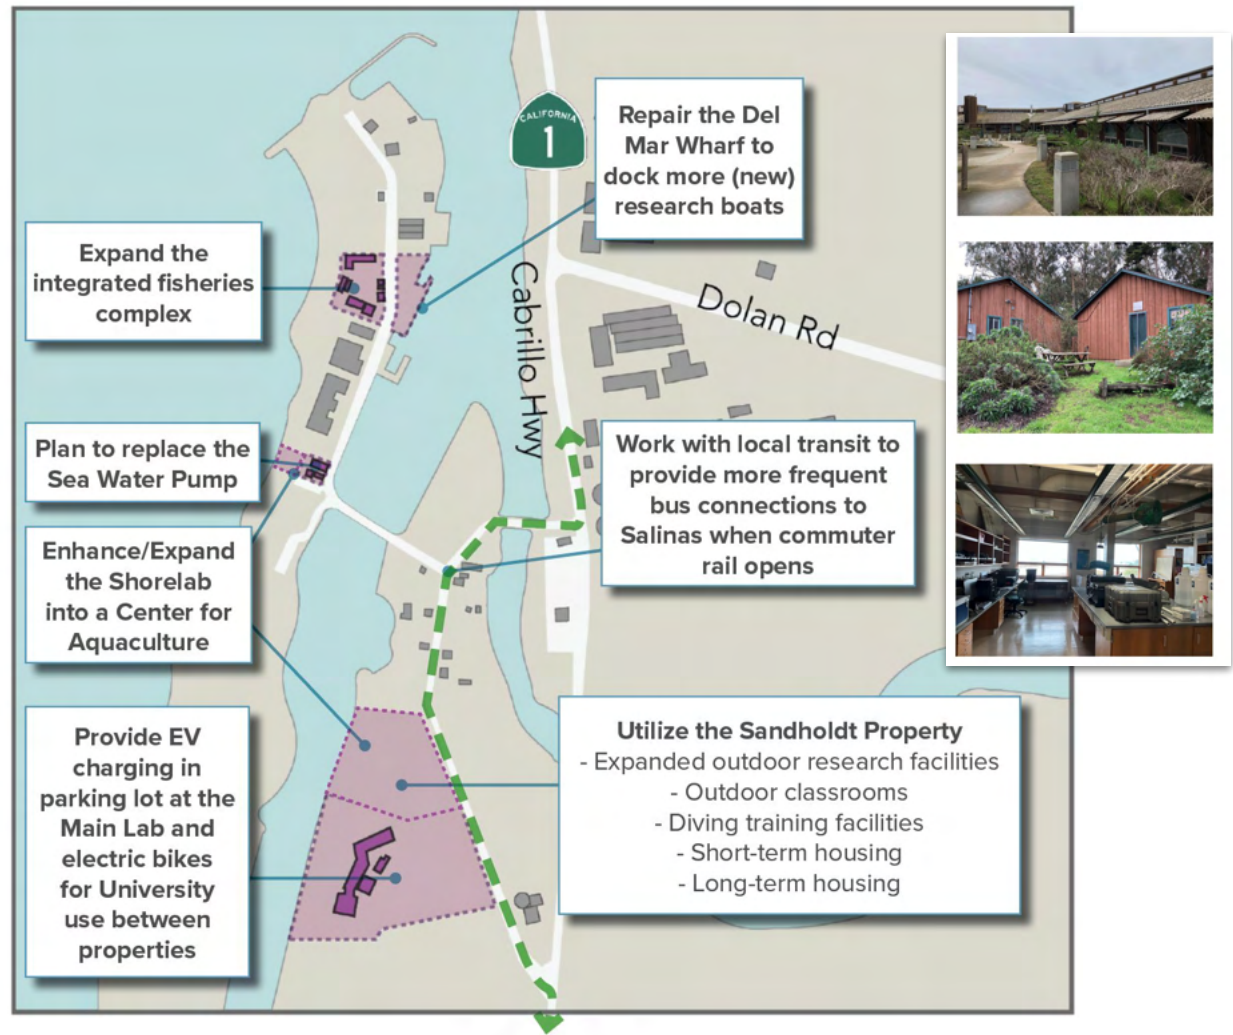 CALIFORNIA
1
Repair the Del
Mar Wharf to
dock more (new)
research boats
Expand the
integrated fisheries
complex
Cabrillo Hwy
Dolan Rd
Plan to replace the
Sea Water Pump
Work with local transit to
provide more frequent
bus connections to
Salinas when commuter
rail opens
Enhance/Expand
the Shorelab
into a Center for
Aquaculture
Provide EV
charging in
parking lot at the
Main Lab and
electric bikes
for University
use between
properties
Utilize the Sandholdt Property
- Expanded outdoor research facilities
- Outdoor classrooms
- Diving training facilities
- Short-term housing
- Long-term housing